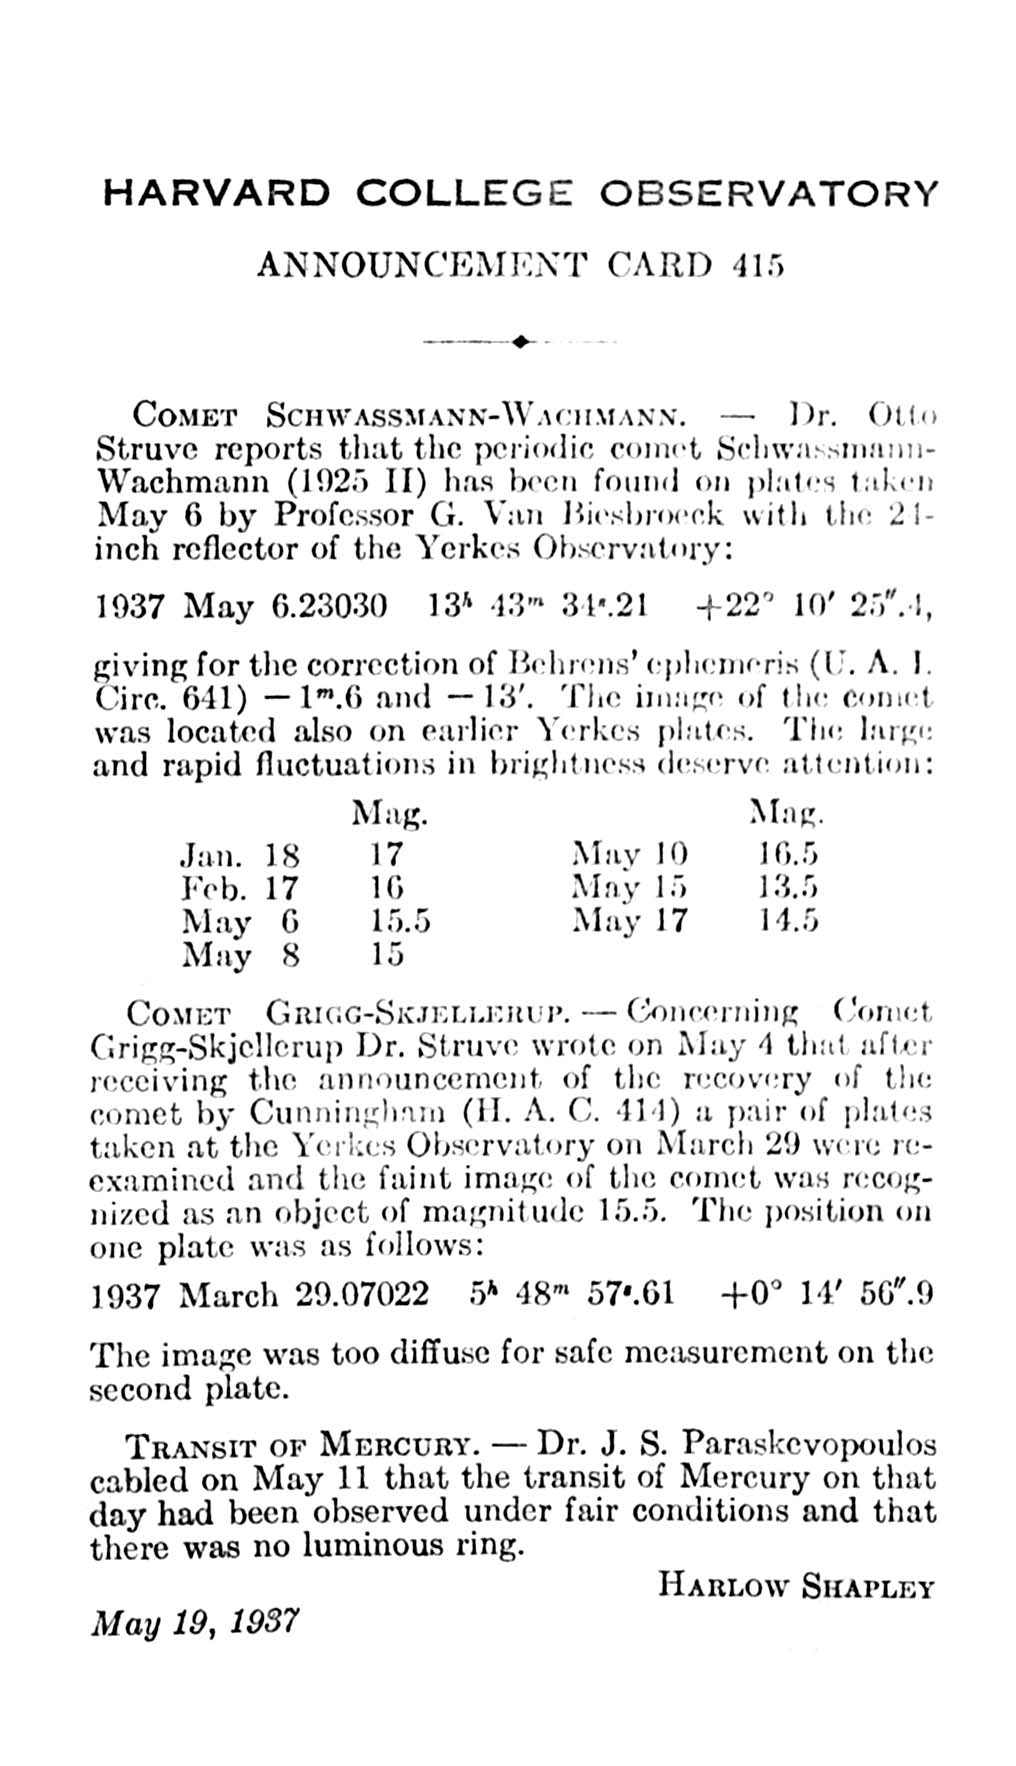 HARVARD COLLEGE OBSERVATORY
ANNOUNCEMENT CARD 415
COMET SCHWASSMANN-WACHMANN. — Dr. Otto
Struve reports that the periodic comet Schwassmann-
Wachmann (1925 II) has been found on plates taken
May 6 by Professor G. Van Biesbroeck with the 24-
inch reflector of the Yerkes Observatory:
1937 May 6.23030 13ʰ 43ᵐ 34ˢ.21 +22° 10′ 25″.4,
giving for the correction of Behrens' ephemeris (U. A. I.
Circ. 641) — 1ᵐ.6 and — 13′. The image of the comet
was located also on earlier Yerkes plates. The large
and rapid fluctuations in brightness deserve attention:
Mag. Mag.
Jan. 18 17 May 10 16.5
Feb. 17 16 May 15 13.5
May 6 15.5 May 17 14.5
May 8 15
COMET GRIGG-SKJELLERUP. — Concerning Comet
Grigg-Skjellerup Dr. Struve wrote on May 4 that after
receiving the announcement of the recovery of the
comet by Cunningham (H. A. C. 414) a pair of plates
taken at the Yerkes Observatory on March 29 were re-
examined and the faint image of the comet was recog-
nized as an object of magnitude 15.5. The position on
one plate was as follows:
1937 March 29.07022 5ʰ 48ᵐ 57ˢ.61 +0° 14′ 56″.9
The image was too diffuse for safe measurement on the
second plate.
TRANSIT OF MERCURY. — Dr. J. S. Paraskevopoulos
cabled on May 11 that the transit of Mercury on that
day had been observed under fair conditions and that
there was no luminous ring.
HARLOW SHAPLEY
May 19, 1937